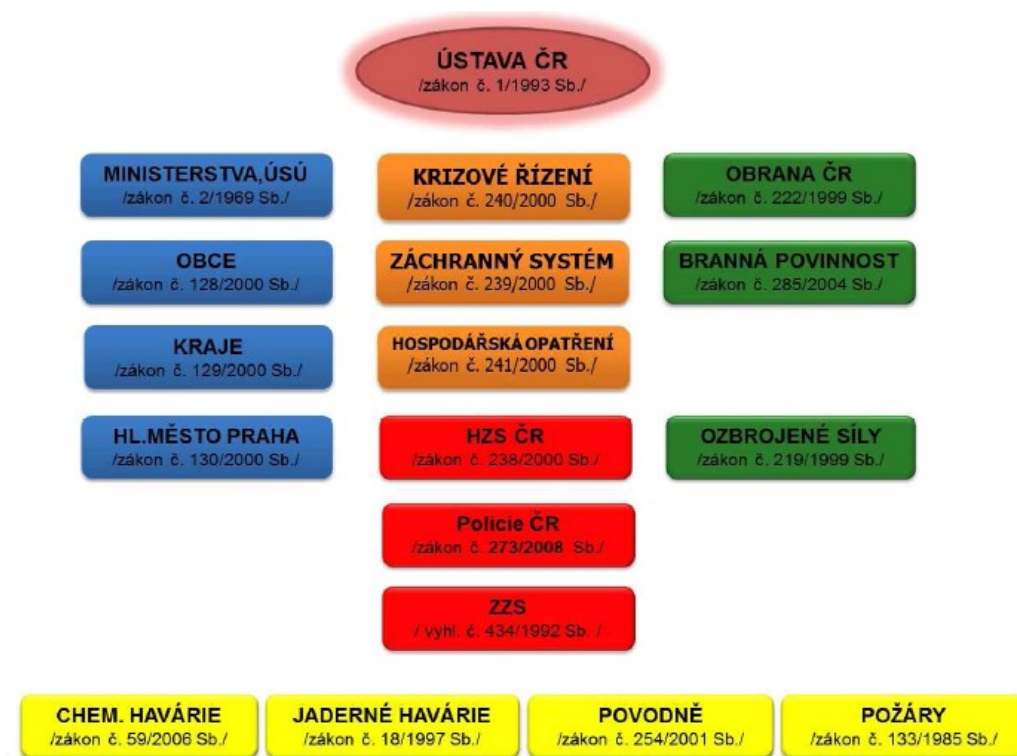 ÚSTAVA ČR
/zákon č. 1/1993 Sb./
MINISTERSTVA,ÚSÚ
/zákon č. 2/1969 Sb./
KRIZOVÉ ŘÍZENÍ
/zákon č. 240/2000 Sb./
OBRANA ČR
/zákon č. 222/1999 Sb./
OBCE
/zákon č. 128/2000 Sb./
ZÁCHRANNÝ SYSTÉM
/zákon č. 239/2000 Sb./
BRANNÁ POVINNOST
/zákon č. 285/2004 Sb./
KRAJE
/zákon č. 129/2000 Sb./
HOSPODÁŘSKÁ OPATŘENÍ
/zákon č. 241/2000 Sb./
HL.MĚSTO PRAHA
/zákon č. 130/2000 Sb./
HZS ČR
/zákon č. 238/2000 Sb./
OZBROJENÉ SÍLY
/zákon č. 219/1999 Sb./
Policie ČR
/zákon č. 273/2008 Sb./
ZZS
/ vyhl. č. 434/1992 Sb. /
CHEM. HAVÁRIE
/zákon č. 59/2006 Sb./
JADERNÉ HAVÁRIE
/zákon č. 18/1997 Sb./
POVODNĚ
/zákon č. 254/2001 Sb./
POŽÁRY
/zákon č. 133/1985 Sb./